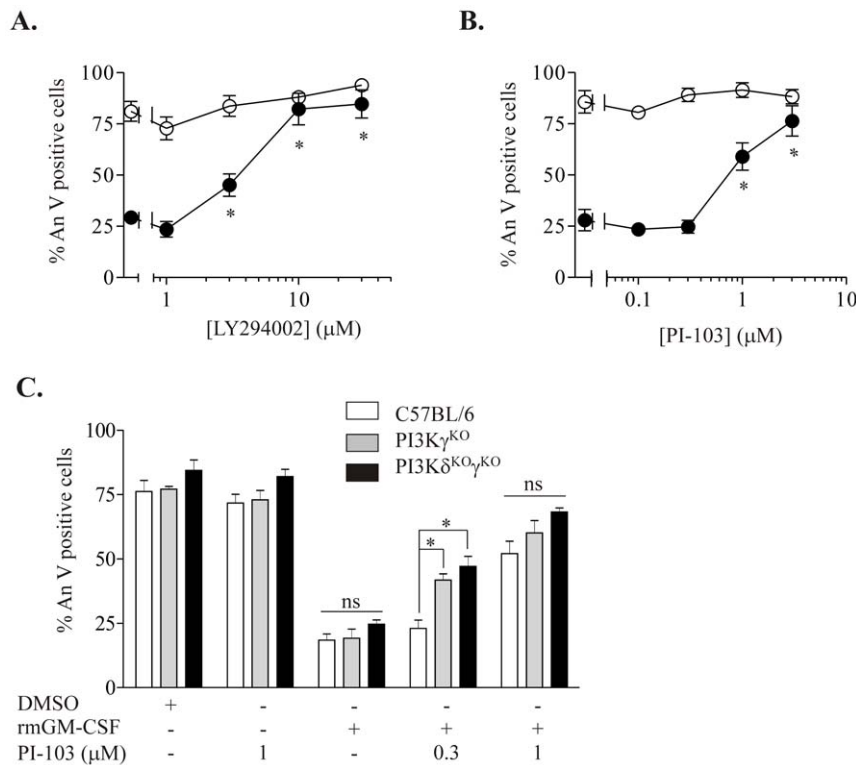 A.
100
75
50
25
0
% An V positive cells
*
*
*
1
10
[LY294002] (μM)
B.
100
75
50
25
0
% An V positive cells
*
*
0.1
1
10
[PI-103] (μM)
C.
C57BL/6
PI3Kγ^KO
PI3Kδ^KOγ^KO
100
75
50
25
0
% An V positive cells
ns
*
*
ns
DMSO + - - - -
rmGM-CSF - - + + +
PI-103 (μM) - 1 - 0.3 1